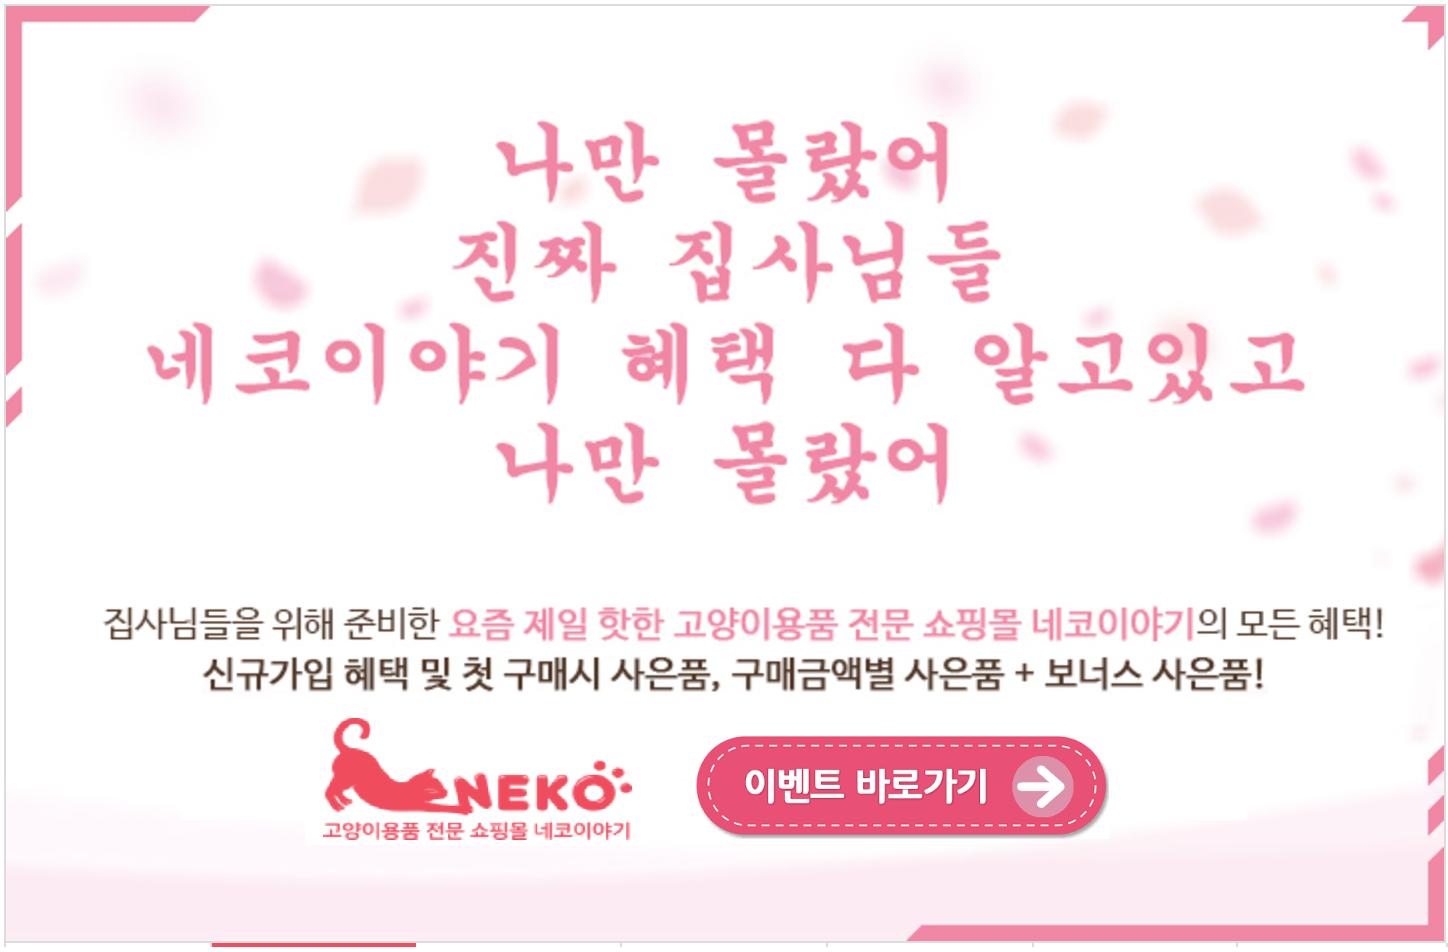 나만 몰랐어
진짜 집사님들
네코이야기 혜택 다 알고있고
나만 몰랐어
집사님들을 위해 준비한 요즘 제일 핫한 고양이용품 전문 쇼핑몰 네코이야기의 모든 혜택!
신규가입 혜택 및 첫 구매시 사은품, 구매금액별 사은품 + 보너스 사은품!
NEKO
고양이용품 전문 쇼핑몰 네코이야기
이벤트 바로가기